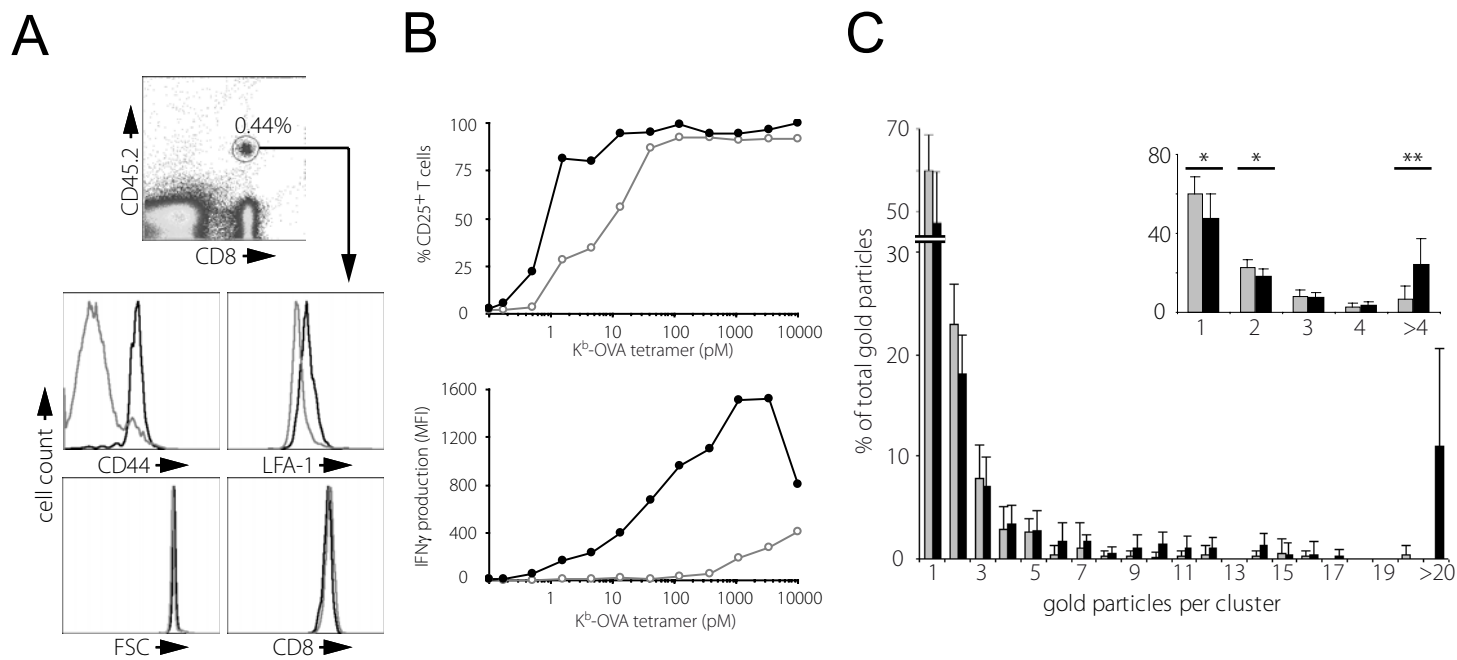 A
B
C
0.44%
CD45.2
CD8
cell count
CD44
LFA-1
FSC
CD8
100
75
50
25
0
%CD25+ T cells
1 10 100 1000 10000
Kb-OVA tetramer (pM)
1600
1200
800
400
0
IFNγ production (MFI)
1 10 100 1000 10000
Kb-OVA tetramer (pM)
70
50
30
20
10
0
% of total gold particles
1 3 5 7 9 11 13 15 17 19 >20
gold particles per cluster
80
40
0
* * **
1 2 3 4 >4